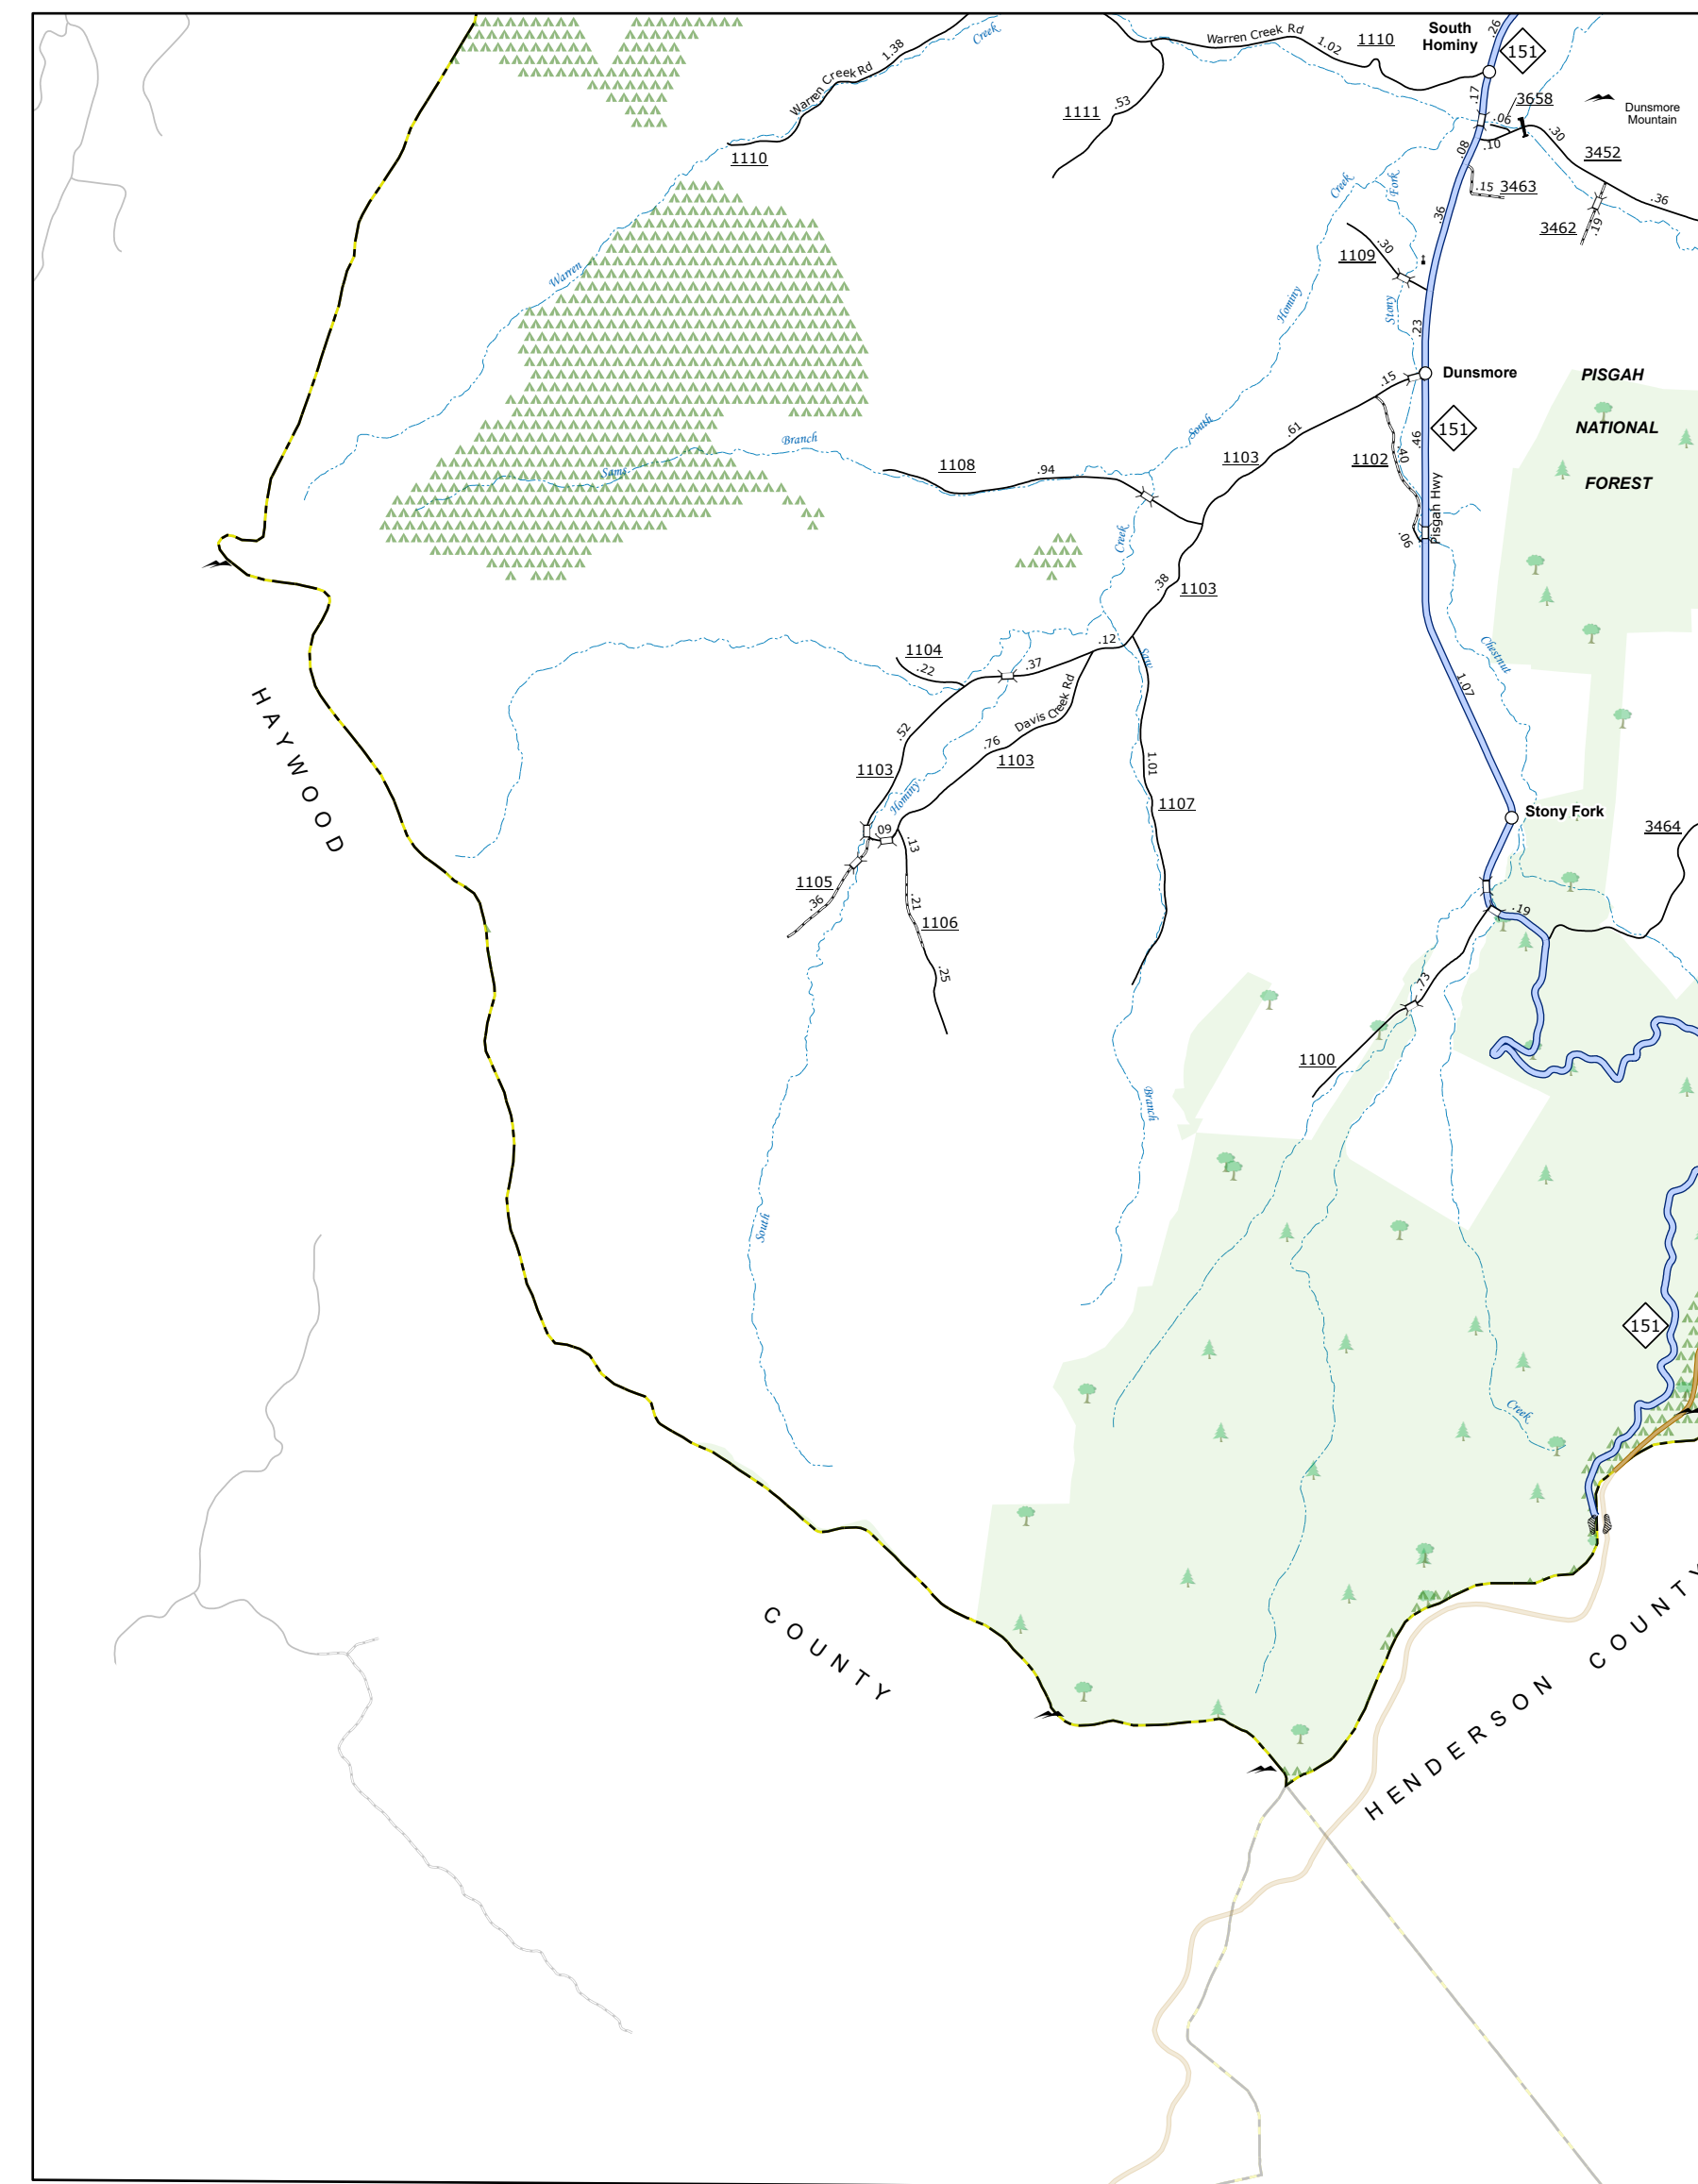 South
Hominy
.26
151
Warren Creek Rd
1.02
1110
Creek
1.38
Warren Creek Rd
1110
1111
.53
.17
3658
.06
.10
.30
Dunsmore
Mountain
.08
3452
.15
3463
.36
3462
.19
.36
Creek
Fork
1109
.30
Warren
Hominy
Stony
.23
Dunsmore
.15
PISGAH
NATIONAL
FOREST
151
.46
.40
1102
.06
Pisgah Hwy
South
.61
1103
Branch
Sams
1108
.94
Creek
.38
1103
.12
Saw
1104
.22
.37
Chestnut
1.07
HAYWOOD
Davis Creek Rd
.52
.76
1103
1103
1.01
1107
Hominy
.09
.13
Stony Fork
3464
1105
.36
.21
1106
.25
.19
.73
1100
Branch
South
151
Creek
COUNTY
HENDERSON COUNTY